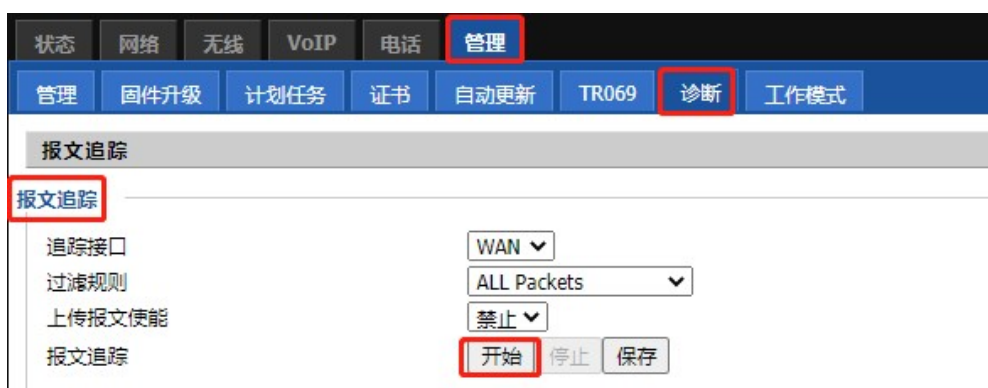 状态 网络 无线 VoIP 电话 管理
管理 固件升级 计划任务 证书 自动更新 TR069 诊断 工作模式
报文追踪
报文追踪
追踪接口 WAN
过滤规则 ALL Packets
上传报文使能 禁止
报文追踪 开始 停止 保存